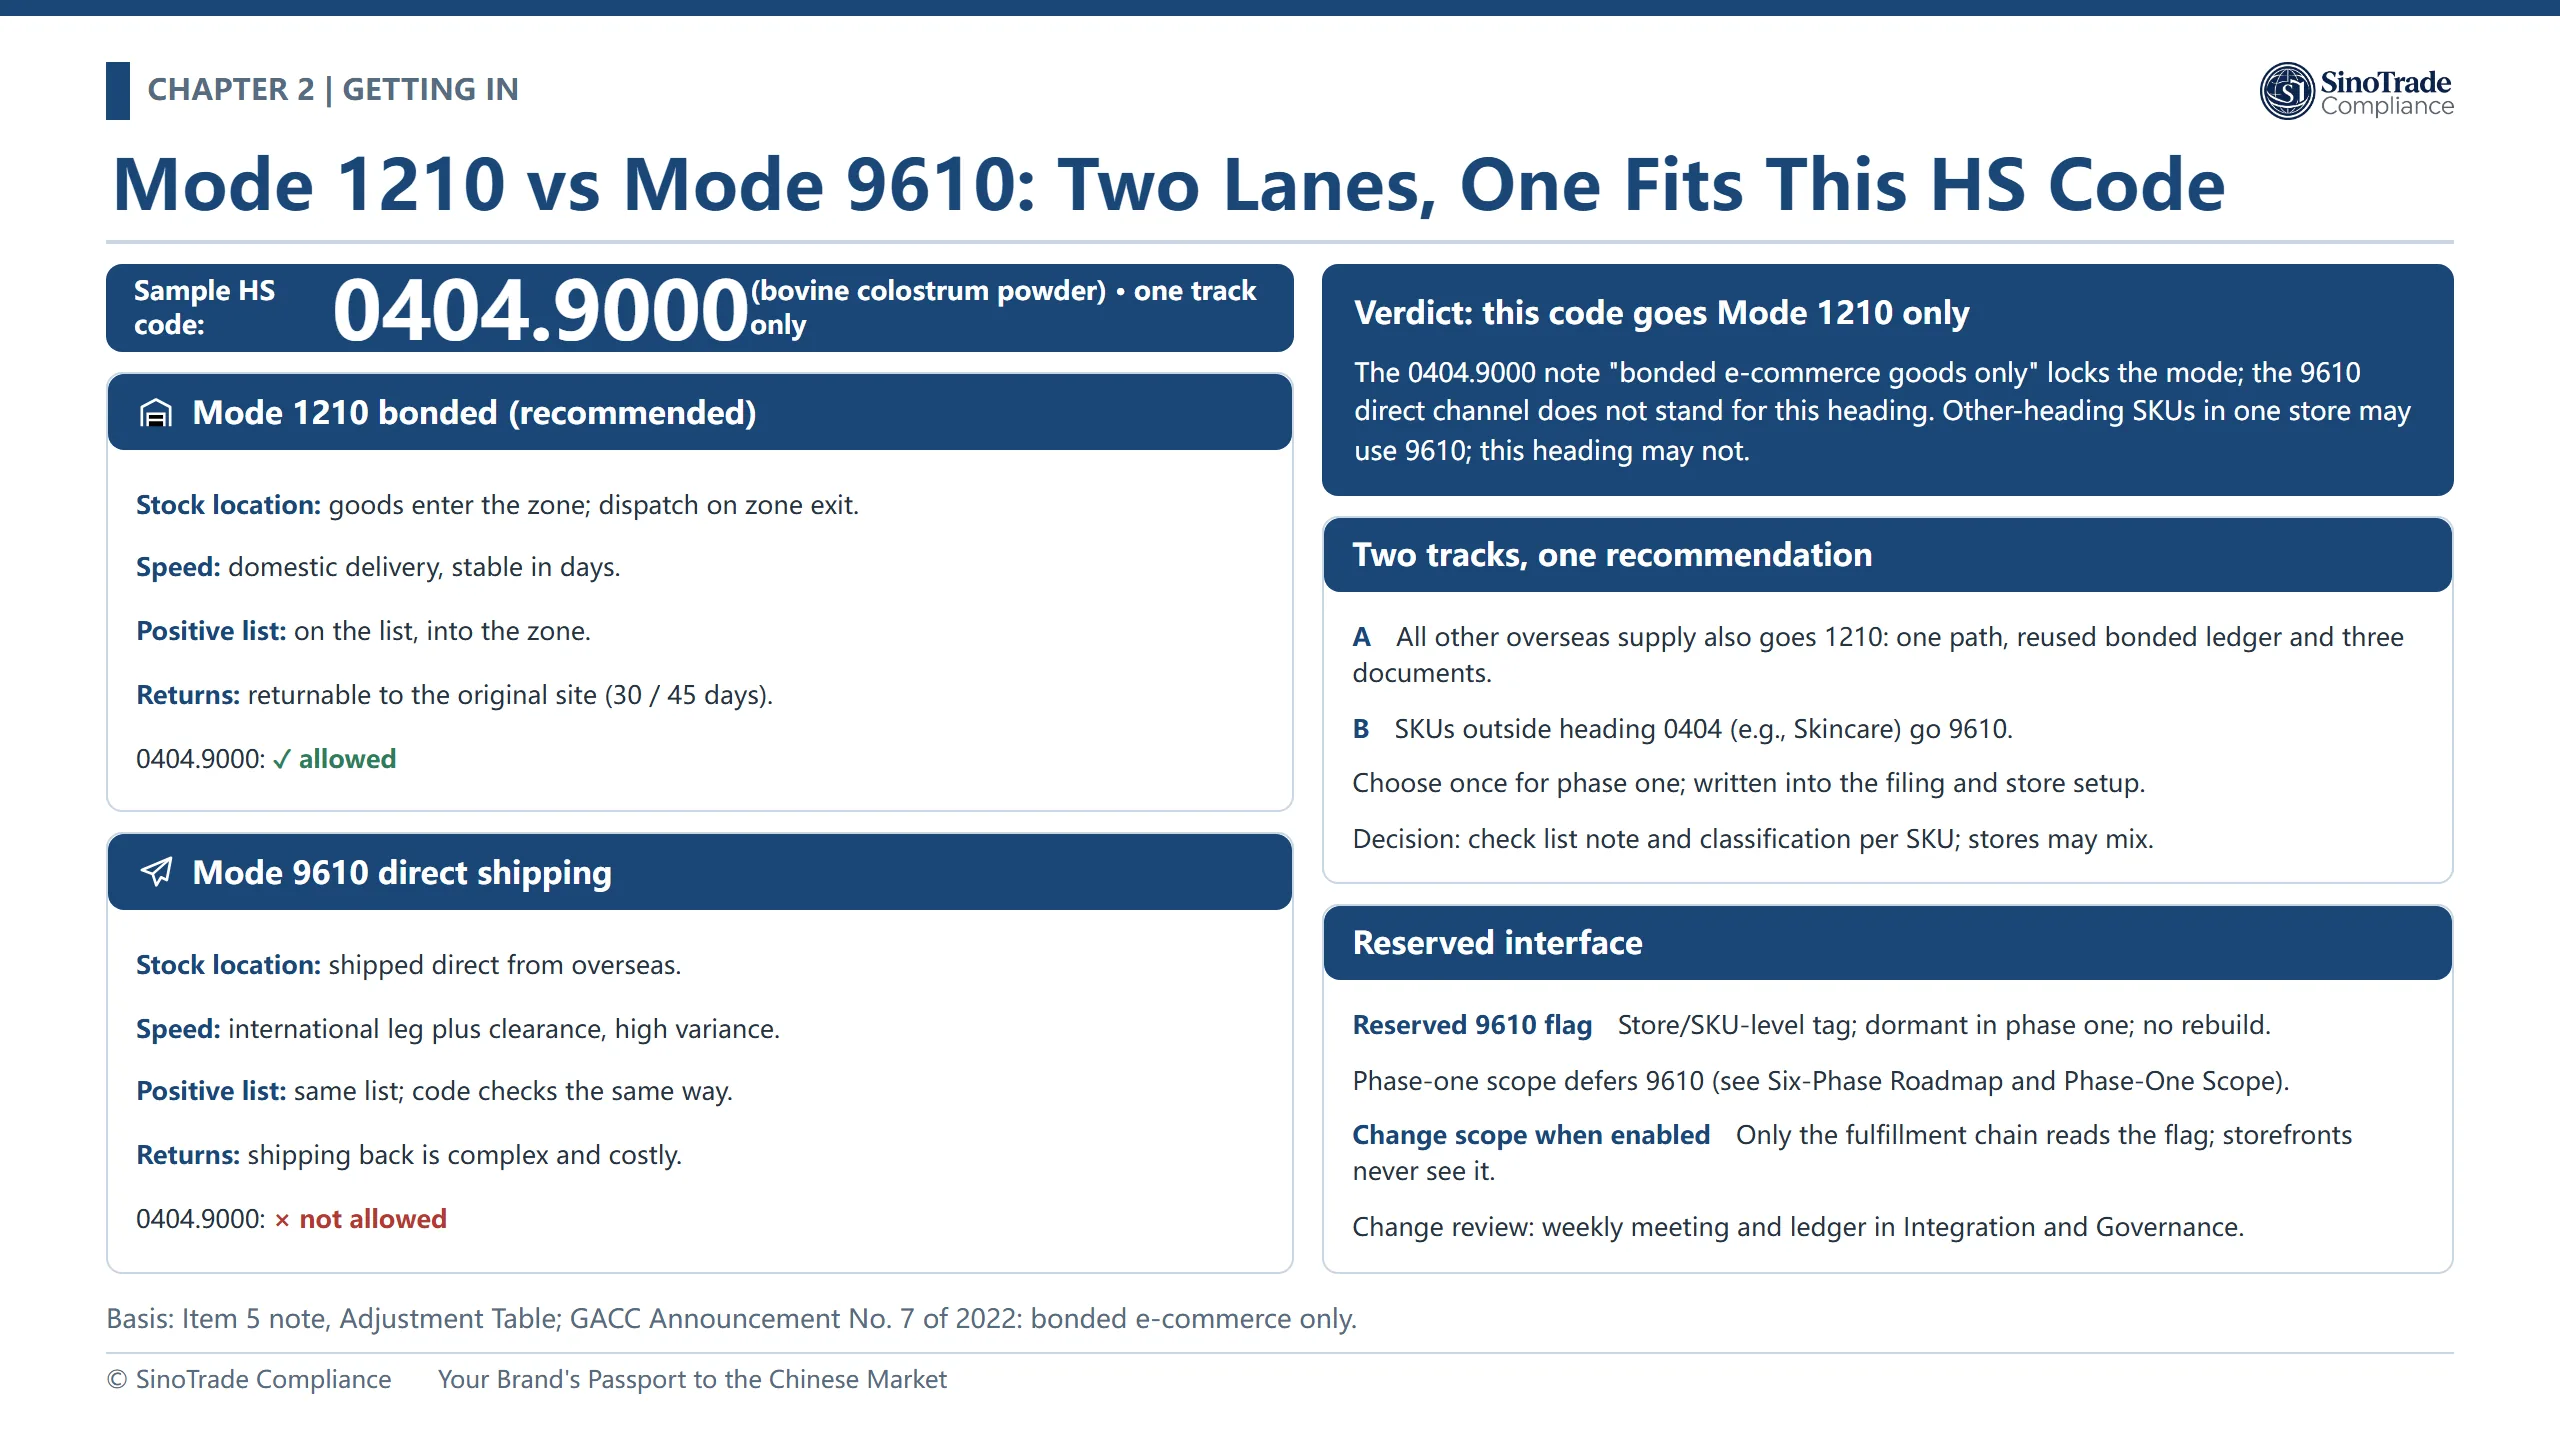 CHAPTER 2 | GETTING IN
SinoTrade
Compliance
Mode 1210 vs Mode 9610: Two Lanes, One Fits This HS Code
Sample HS
code:
0404.9000
(bovine colostrum powder) • one track
only
Mode 1210 bonded (recommended)
Stock location: goods enter the zone; dispatch on zone exit.
Speed: domestic delivery, stable in days.
Positive list: on the list, into the zone.
Returns: returnable to the original site (30 / 45 days).
0404.9000: ✓ allowed
Mode 9610 direct shipping
Stock location: shipped direct from overseas.
Speed: international leg plus clearance, high variance.
Positive list: same list; code checks the same way.
Returns: shipping back is complex and costly.
0404.9000: × not allowed
Verdict: this code goes Mode 1210 only
The 0404.9000 note "bonded e-commerce goods only" locks the mode; the 9610
direct channel does not stand for this heading. Other-heading SKUs in one store may
use 9610; this heading may not.
Two tracks, one recommendation
A All other overseas supply also goes 1210: one path, reused bonded ledger and three
documents.
B SKUs outside heading 0404 (e.g., Skincare) go 9610.
Choose once for phase one; written into the filing and store setup.
Decision: check list note and classification per SKU; stores may mix.
Reserved interface
Reserved 9610 flag Store/SKU-level tag; dormant in phase one; no rebuild.
Phase-one scope defers 9610 (see Six-Phase Roadmap and Phase-One Scope).
Change scope when enabled Only the fulfillment chain reads the flag; storefronts
never see it.
Change review: weekly meeting and ledger in Integration and Governance.
Basis: Item 5 note, Adjustment Table; GACC Announcement No. 7 of 2022: bonded e-commerce only.
© SinoTrade Compliance Your Brand's Passport to the Chinese Market